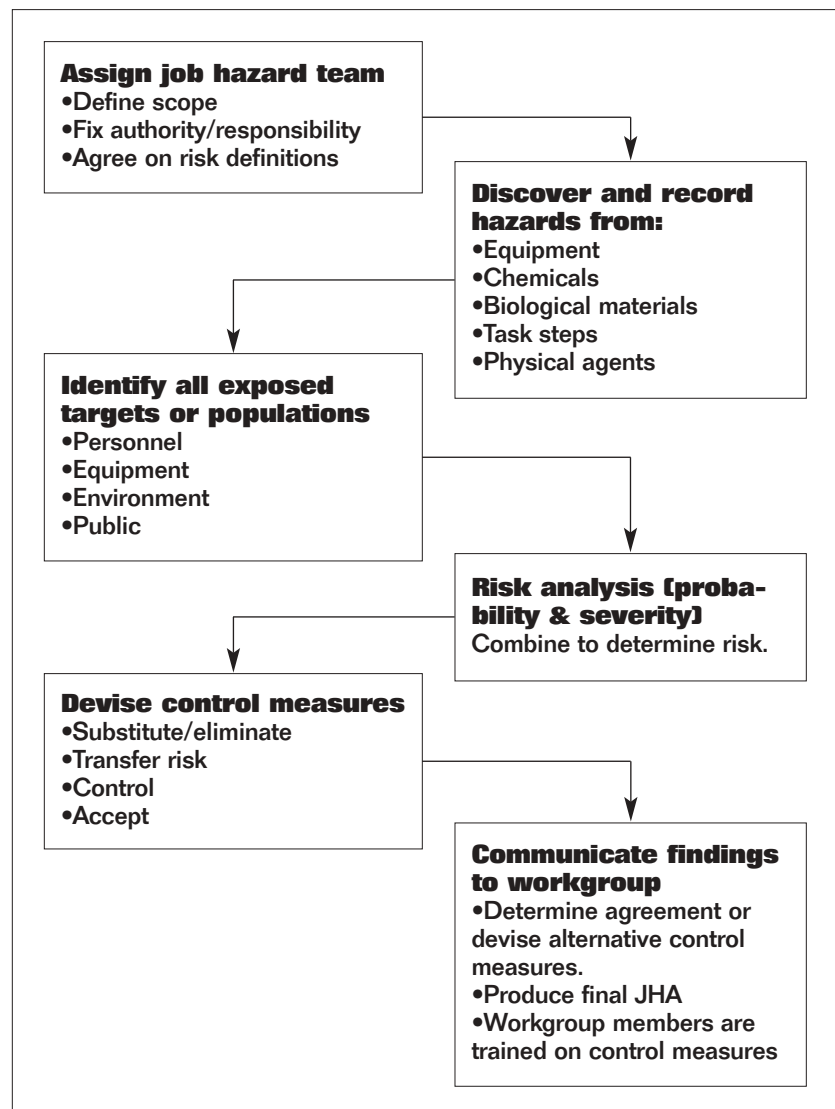 Assign job hazard team
•Define scope
•Fix authority/responsibility
•Agree on risk definitions
Discover and record
hazards from:
•Equipment
•Chemicals
•Biological materials
•Task steps
•Physical agents
Identify all exposed
targets or populations
•Personnel
•Equipment
•Environment
•Public
Risk analysis (proba-
bility & severity)
Combine to determine risk.
Devise control measures
•Substitute/eliminate
•Transfer risk
•Control
•Accept
Communicate findings
to workgroup
•Determine agreement or
devise alternative control
measures.
•Produce final JHA
•Workgroup members are
trained on control measures